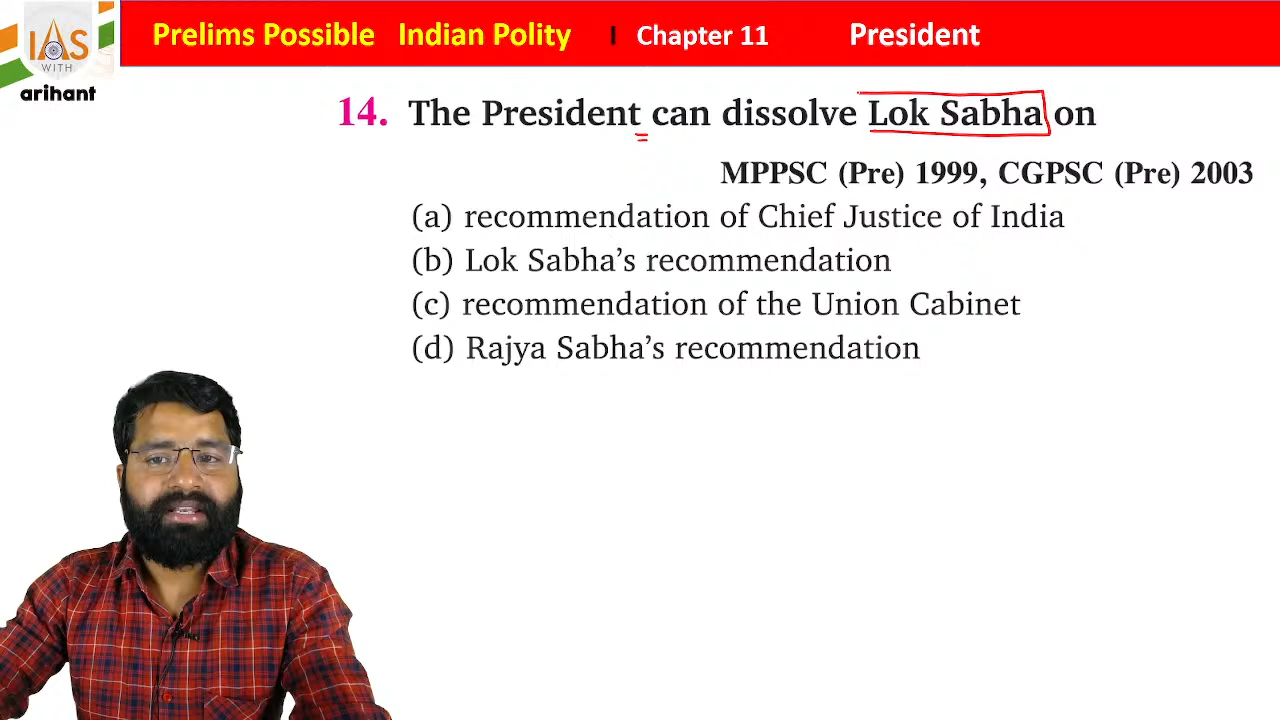 Prelims Possible Indian Polity | Chapter 11 President
IAS
WITH
arihant
14. The President can dissolve Lok Sabha on
MPPSC (Pre) 1999, CGPSC (Pre) 2003
(a) recommendation of Chief Justice of India
(b) Lok Sabha’s recommendation
(c) recommendation of the Union Cabinet
(d) Rajya Sabha’s recommendation